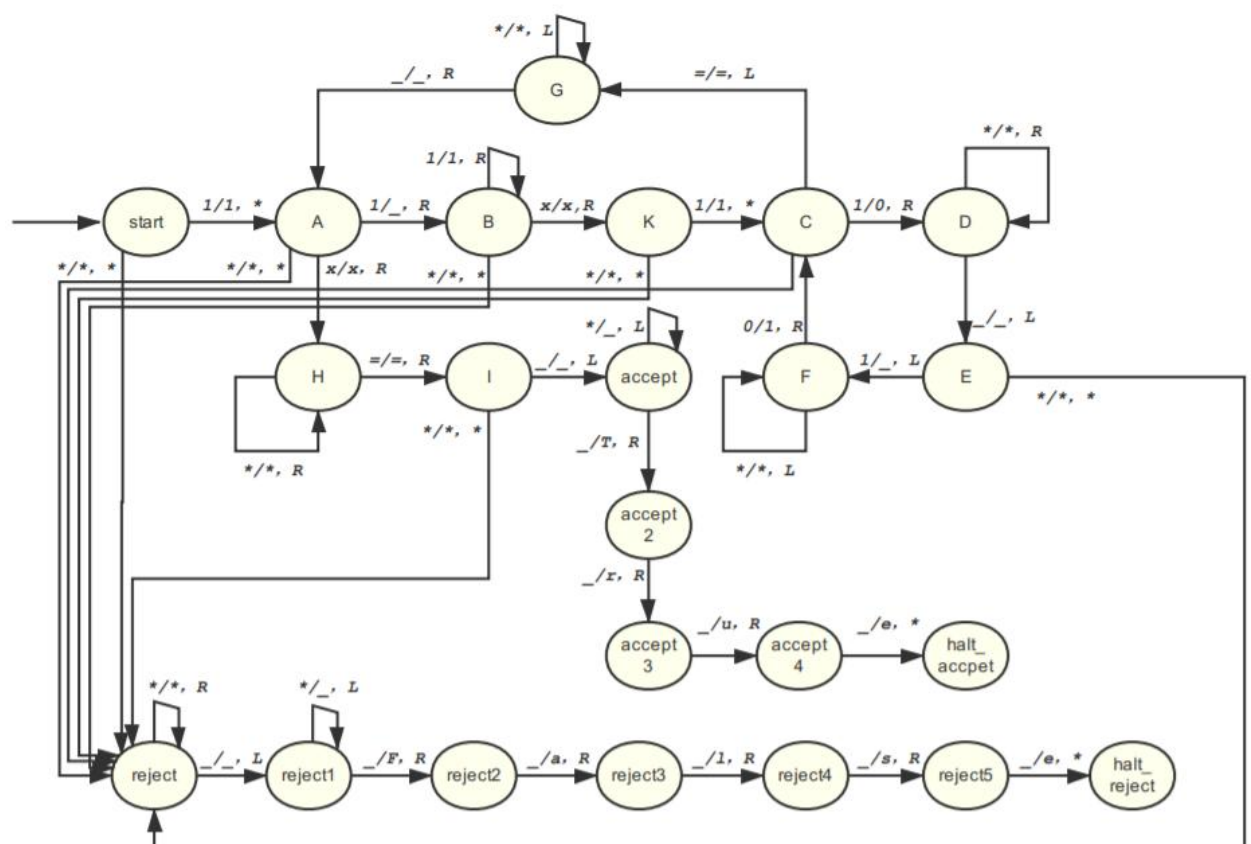 */*, L
_/_, R
=/=, L
G
*/*, R
1/1, R
start
1/1, *
A
1/_, R
B
x/x,R
K
1/1, *
C
1/0, R
D
*/*, *
*/*, *
x/x, R
*/*, *
*/*, *
*/_, L
0/1, R
_/_, L
H
=/=, R
I
_/_, L
accept
F
1/_, L
E
*/*, *
*/*, *
*/*, R
_/T, R
*/*, L
accept
2
_/r, R
accept
3
_/u, R
accept
4
_/e, *
halt_
accpet
*/*, R
*/_, L
reject
_/_, L
reject1
_/F, R
reject2
_/a, R
reject3
_/l, R
reject4
_/s, R
reject5
_/e, *
halt_
reject